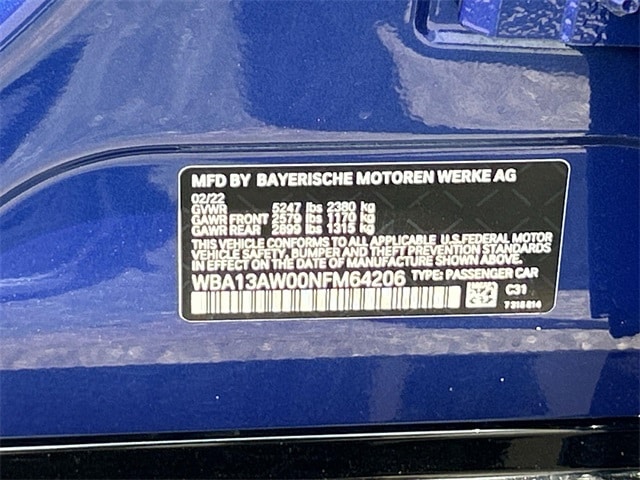 MFD BY BAYERISCHE MOTOREN WERKE AG
02/22
GVWR 5247 lbs 2380 kg
GAWR FRONT 2579 lbs 1170 kg
GAWR REAR 2899 lbs 1315 kg
THIS VEHICLE CONFORMS TO ALL APPLICABLE U.S.FEDERAL MOTOR
VEHICLE SAFETY, BUMPER AND THEFT PREVENTION STANDARDS
IN EFFECT ON THE DATE OF MANUFACTURE SHOWN ABOVE.
WBA13AW00NFM64206 TYPE: PASSENGER CAR
C31